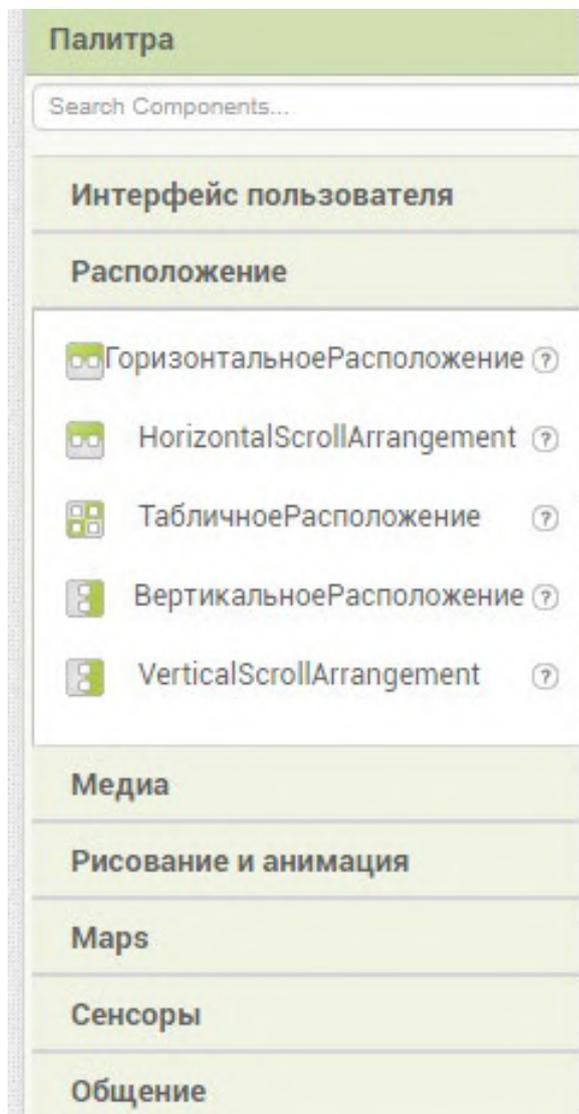 Палитра
Search Components...
Интерфейс пользователя
Расположение
ГоризонтальноеРасположение ?
HorizontalScrollArrangement ?
ТабличноеРасположение ?
ВертикальноеРасположение ?
VerticalScrollArrangement ?
Медиа
Рисование и анимация
Maps
Сенсоры
Общение